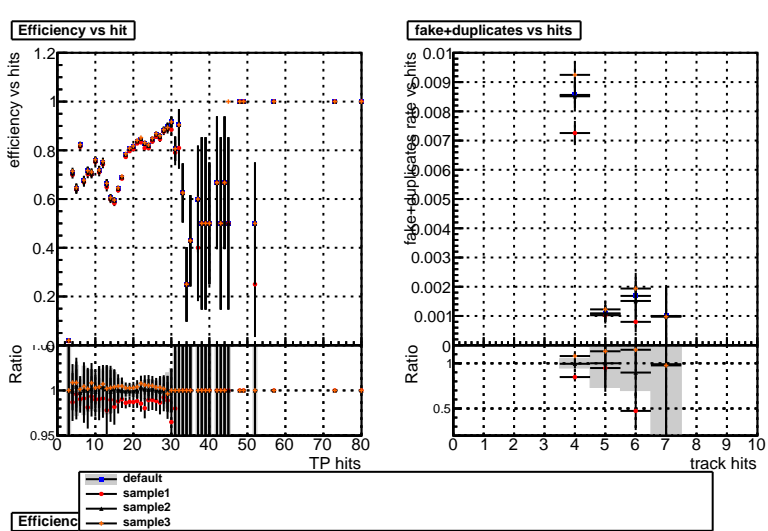 Efficiency vs hit
efficiency vs hits
1.2
1
0.8
0.6
0.4
0.2
Ratio
1
0.95
0 10 20 30 40 50 60 70 80
TP hits
fake+duplicates vs hits
fake+duplicates rate vs hits
0.01
0.009
0.008
0.007
0.006
0.005
0.004
0.003
0.002
0.001
0
Ratio
1
0.5
0 1 2 3 4 5 6 7 8 9 10
track hits
default
sample1
sample2
sample3
Efficienc